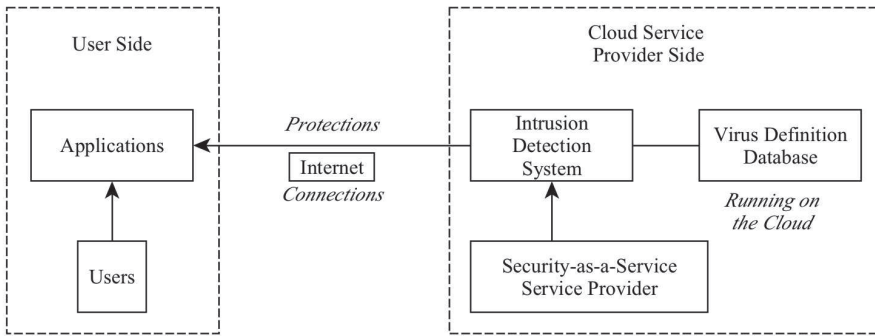 User Side
Applications
Users
Protections
Internet
Connections
Cloud Service
Provider Side
Intrusion
Detection
System
Virus Definition
Database
Running on
the Cloud
Security-as-a-Service
Service Provider